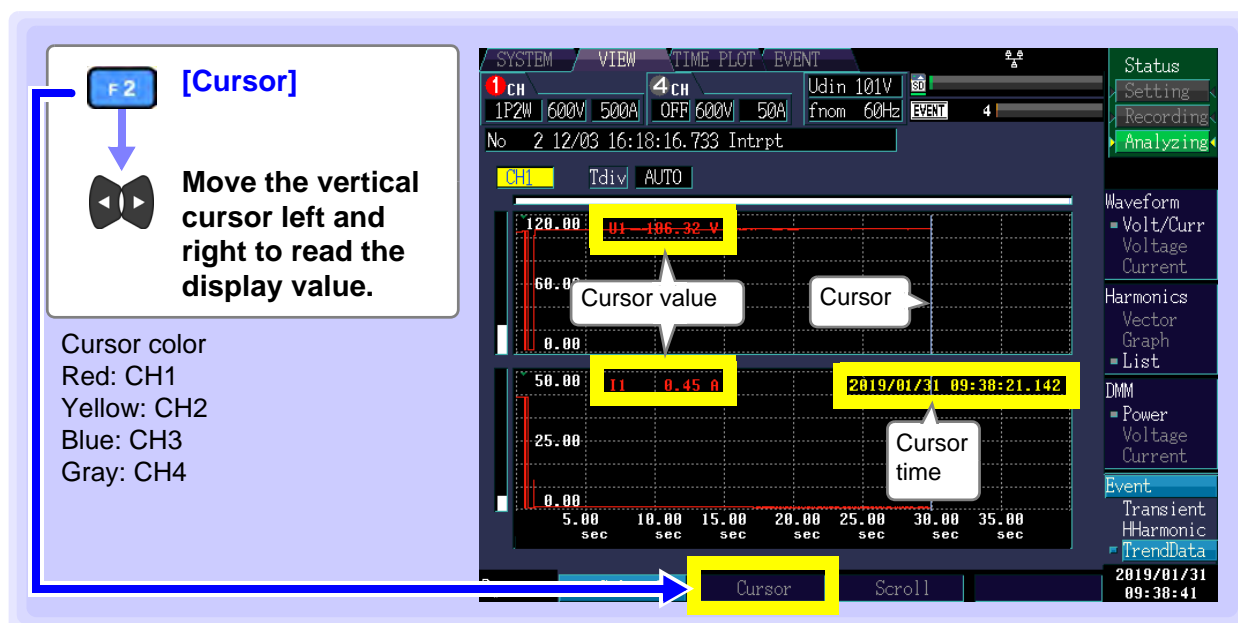 F 2
[Cursor]
Move the vertical
cursor left and
right to read the
display value.
Cursor color
Red: CH1
Yellow: CH2
Blue: CH3
Gray: CH4
SYSTEM VIEW TIME PLOT EVENT
1 CH 4 CH Udin 101V SD
1P2W 600V 500A OFF 600V 50A fnom 60Hz EVENT 4
No 2 12/03 16:18:16.733 Intrpt
CH1 Tdiv AUTO
120.00 U1
60.00
Cursor value
Cursor
0.00
50.00 I1 0.45 A 2019/01/31 09:38:21.142
25.00
Cursor
time
0.00
5.00 10.00 15.00 20.00 25.00 30.00 35.00
sec sec sec sec sec sec sec
Cursor Scroll
Status
Setting
Recording
Analyzing
Waveform
Volt/Curr
Voltage
Current
Harmonics
Vector
Graph
List
DMM
Power
Voltage
Current
Event
Transient
HHarmonic
TrendData
2019/01/31
09:38:41